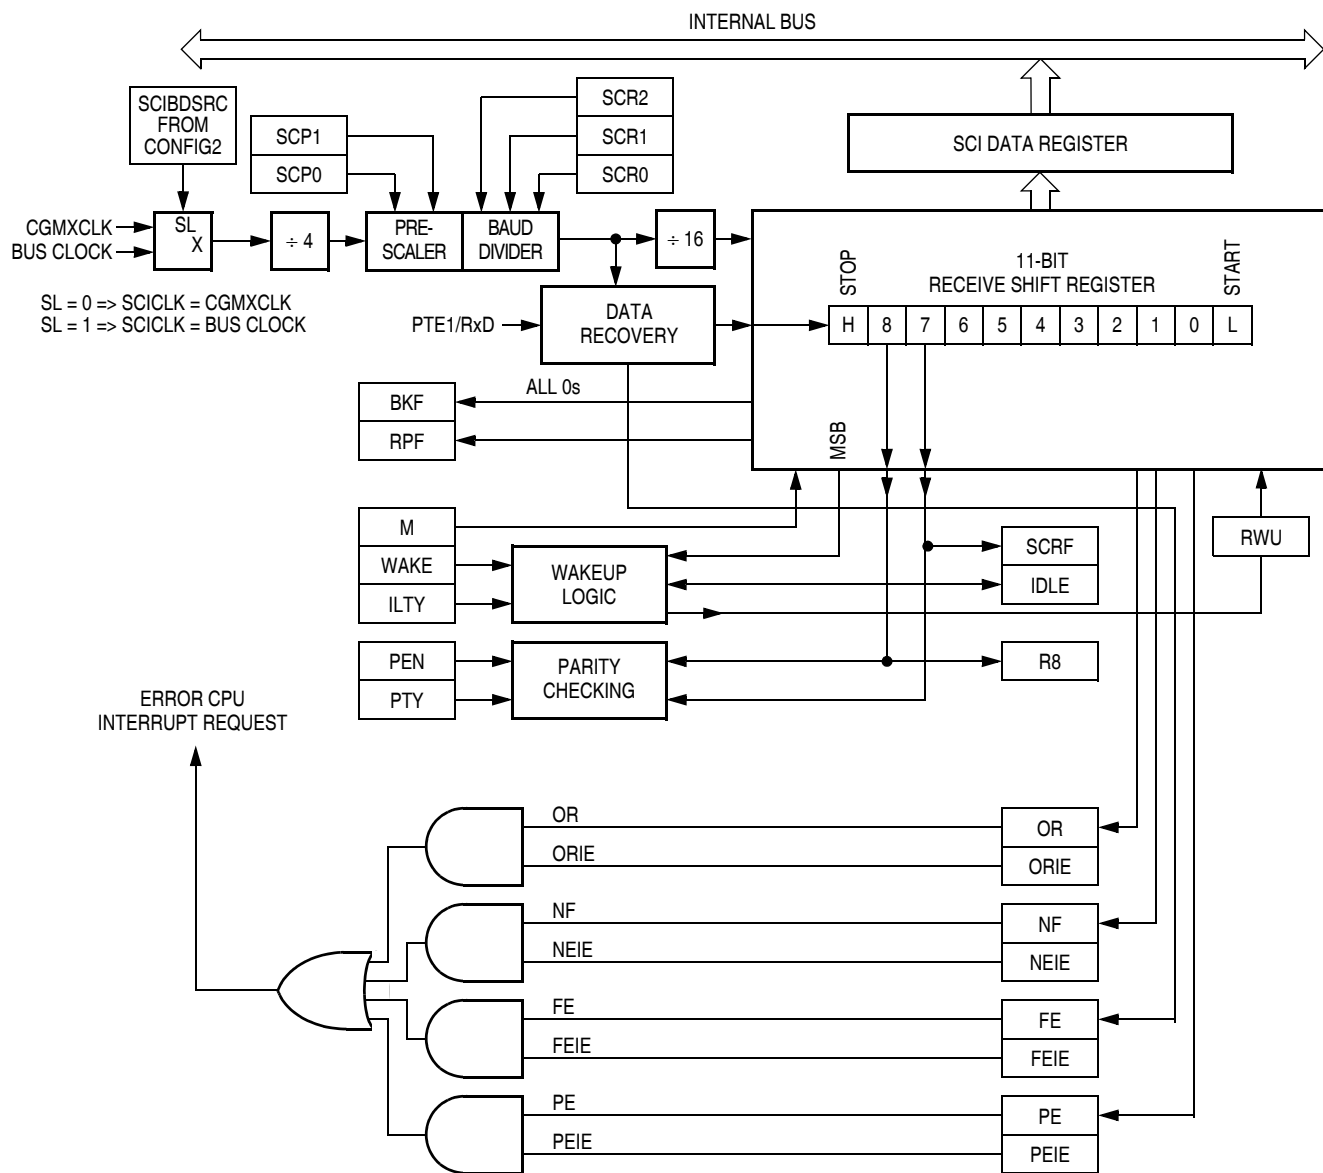 INTERNAL BUS
SCIBDSRC
FROM
CONFIG2
SCP1
SCP0
SCR2
SCR1
SCR0
SCI DATA REGISTER
CGMXCLK
BUS CLOCK
SL
X
÷ 4
PRE-
SCALER
BAUD
DIVIDER
÷ 16
SL = 0 => SCICLK = CGMXCLK
SL = 1 => SCICLK = BUS CLOCK
PTE1/RxD
DATA
RECOVERY
STOP
11-BIT
RECEIVE SHIFT REGISTER
START
H 8 7 6 5 4 3 2 1 0 L
ALL 0s
BKF
RPF
MSB
M
WAKE
ILTY
WAKEUP
LOGIC
SCRF
IDLE
RWU
PEN
PTY
PARITY
CHECKING
R8
ERROR CPU
INTERRUPT REQUEST
OR
OR
ORIE
ORIE
NF
NF
NEIE
NEIE
FE
FE
FEIE
FEIE
PE
PE
PEIE
PEIE